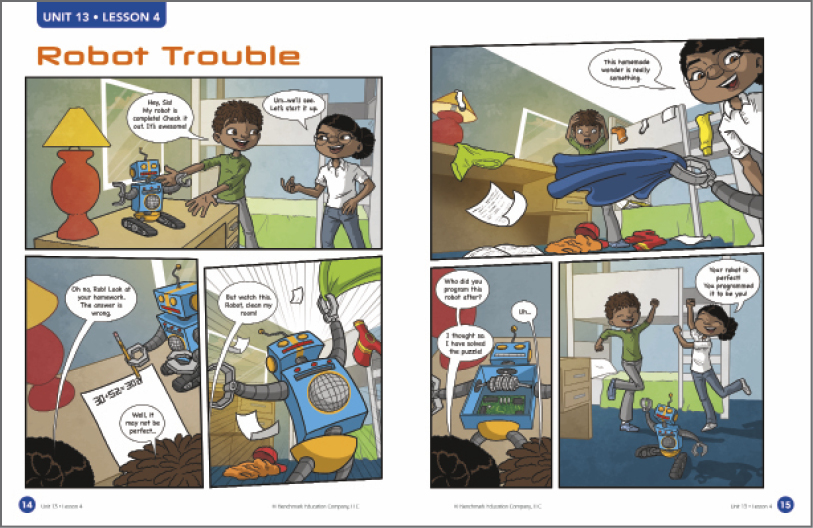 UNIT 13 • LESSON 4
Robot Trouble
Hey, Sis!
My robot is
complete! Check it
out. It's awesome!
Um...we'll see.
Let's start it up.
Oh no, Rob! Look at
your homework.
The answer is
wrong.
Well, it
may not be
perfect...
But watch this.
Robot, clean my
room!
This homemade
wonder is really
something.
Who did you
program this
robot after?
Uh...
I thought so.
I have solved
the puzzle!
Your robot is
perfect!
You programmed
it to be you!
14 Unit 13 • Lesson 4
© Benchmark Education Company, LLC
© Benchmark Education Company, LLC
Unit 13 • Lesson 4 15